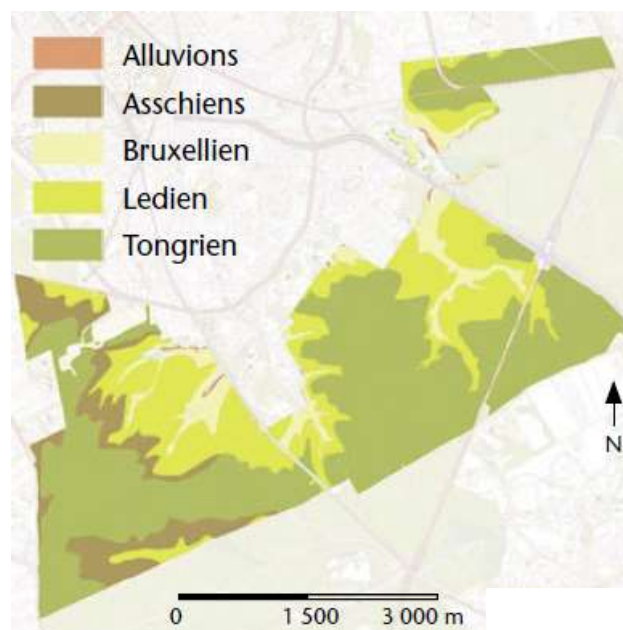 Alluvions
Asschiens
Bruxellien
Ledien
Tongrien
N
0 1 500 3 000 m